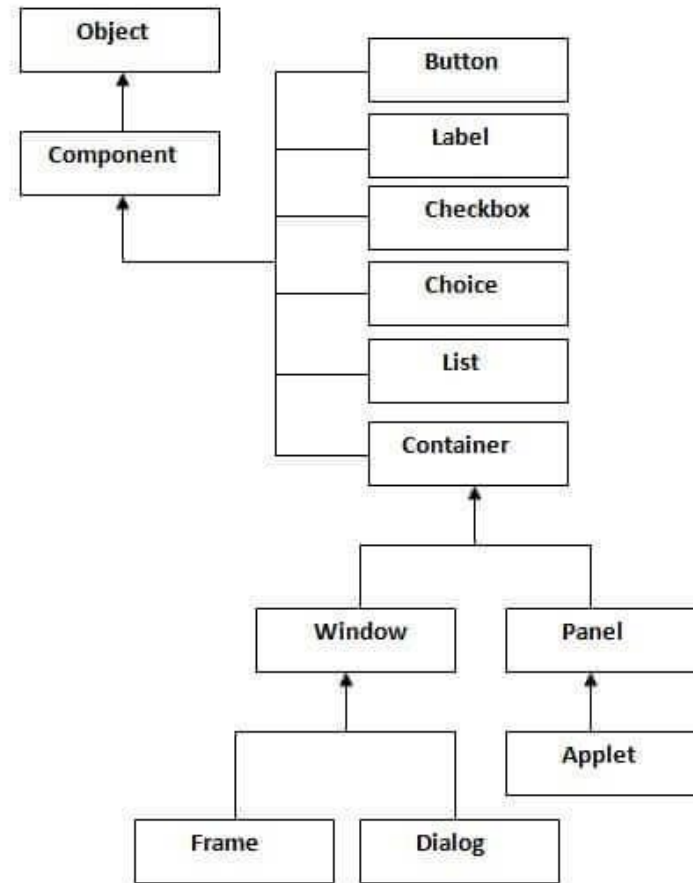 Object
Component
Button
Label
Checkbox
Choice
List
Container
Window
Panel
Applet
Frame
Dialog